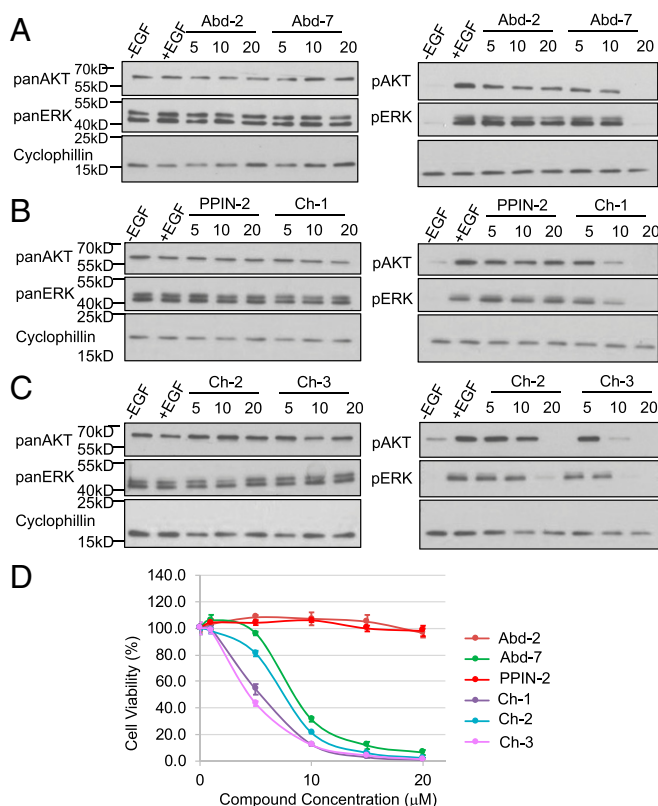 A
Abd-2 Abd-7
-EGF +EGF 5 10 20 5 10 20
panAKT 70kD 55kD
panERK 55kD 40kD
Cyclophillin 25kD 15kD
Abd-2 Abd-7
-EGF +EGF 5 10 20 5 10 20
pAKT
pERK
B
PPIN-2 Ch-1
-EGF +EGF 5 10 20 5 10 20
panAKT 70kD 55kD
panERK 55kD 40kD
Cyclophillin 25kD 15kD
PPIN-2 Ch-1
-EGF +EGF 5 10 20 5 10 20
pAKT
pERK
C
Ch-2 Ch-3
-EGF +EGF 5 10 20 5 10 20
panAKT 70kD 55kD
panERK 55kD 40kD
Cyclophillin 25kD 15kD
Ch-2 Ch-3
-EGF +EGF 5 10 20 5 10 20
pAKT
pERK
D
Cell Viability (%)
140.0
120.0
100.0
80.0
60.0
40.0
20.0
0.0
0 10 20
Compound Concentration (μM)
Abd-2
Abd-7
PPIN-2
Ch-1
Ch-2
Ch-3